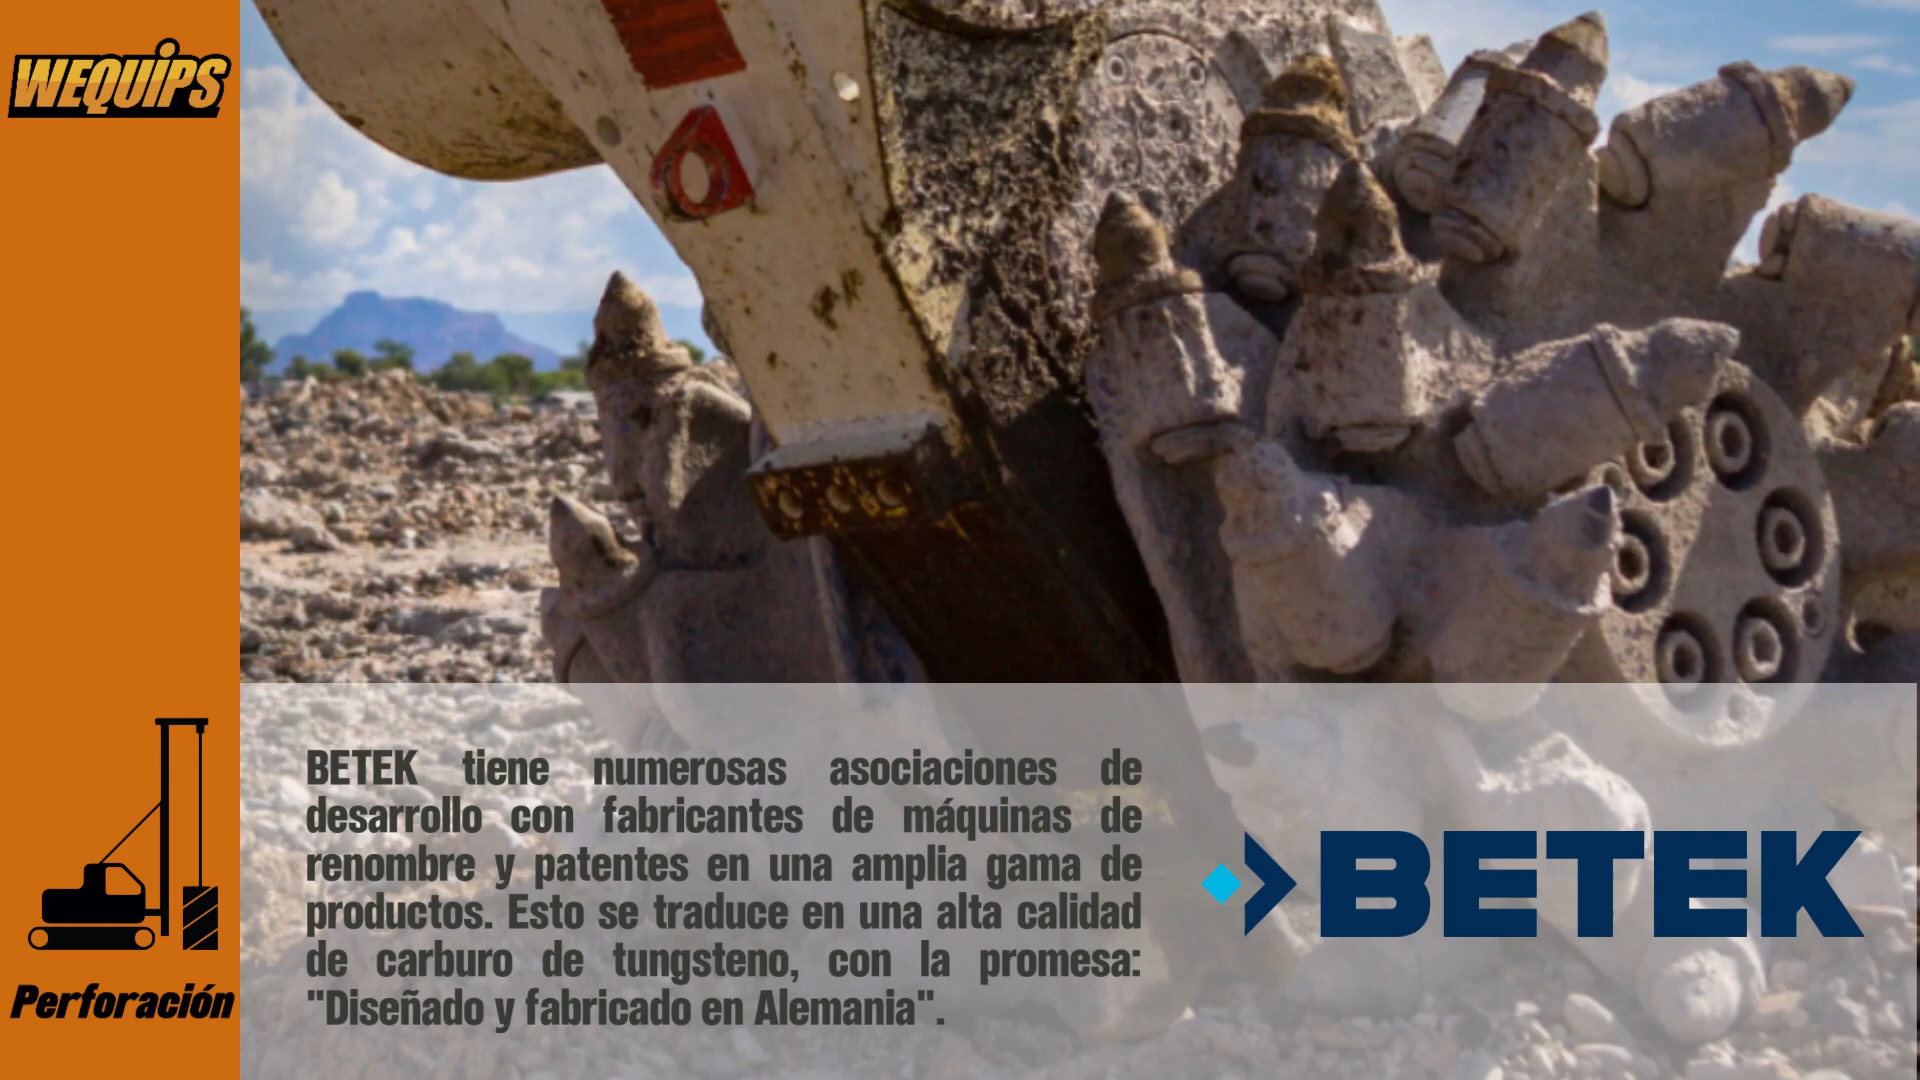 WEQUIPS
BETEK tiene numerosas asociaciones de
desarrollo con fabricantes de máquinas de
renombre y patentes en una amplia gama de
productos. Esto se traduce en una alta calidad
de carburo de tungsteno, con la promesa:
"Diseñado y fabricado en Alemania".
BETEK
Perforación